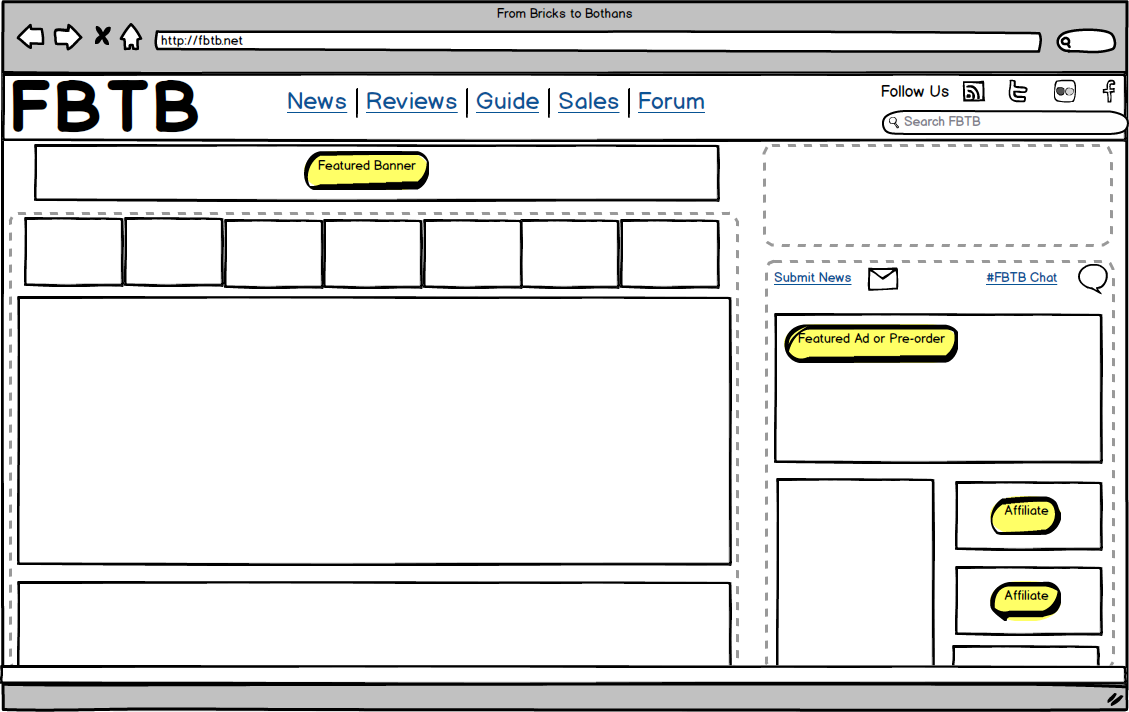 From Bricks to Bothans
http://fbtb.net
FBTB
News | Reviews | Guide | Sales | Forum
Follow Us
Search FBTB
Featured Banner
Submit News
#FBTB Chat
Featured Ad or Pre-order
Affiliate
Affiliate